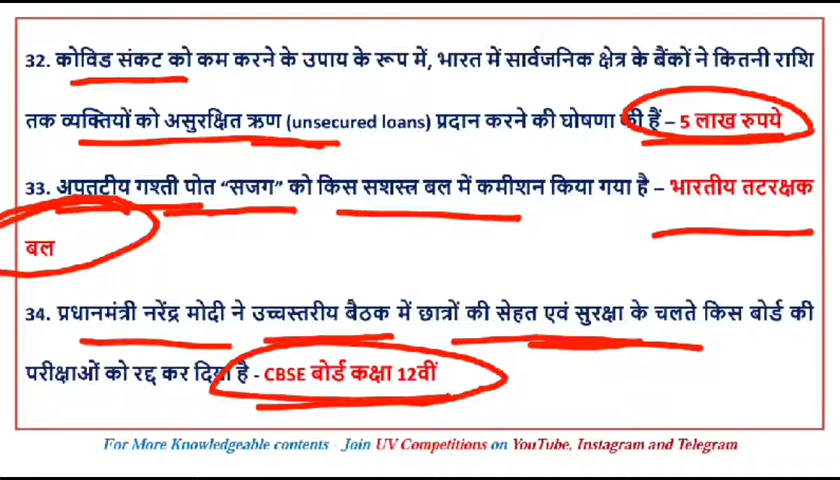 32. कोविड संकट को कम करने के उपाय के रूप में, भारत में सार्वजनिक क्षेत्र के बैंकों ने कितनी राशि
तक व्यक्तियों को असुरक्षित ऋण (unsecured loans) प्रदान करने की घोषणा की हैं – 5 लाख रुपये
33. अपतटीय गश्ती पोत “सजग” को किस सशस्त्र बल में कमीशन किया गया है – भारतीय तटरक्षक
बल
34. प्रधानमंत्री नरेंद्र मोदी ने उच्चस्तरीय बैठक में छात्रों की सेहत एवं सुरक्षा के चलते किस बोर्ड की
परीक्षाओं को रद्द कर दिया है - CBSE बोर्ड कक्षा 12वीं
For More Knowledgeable contents - Join UV Competitions on YouTube, Instagram and Telegram